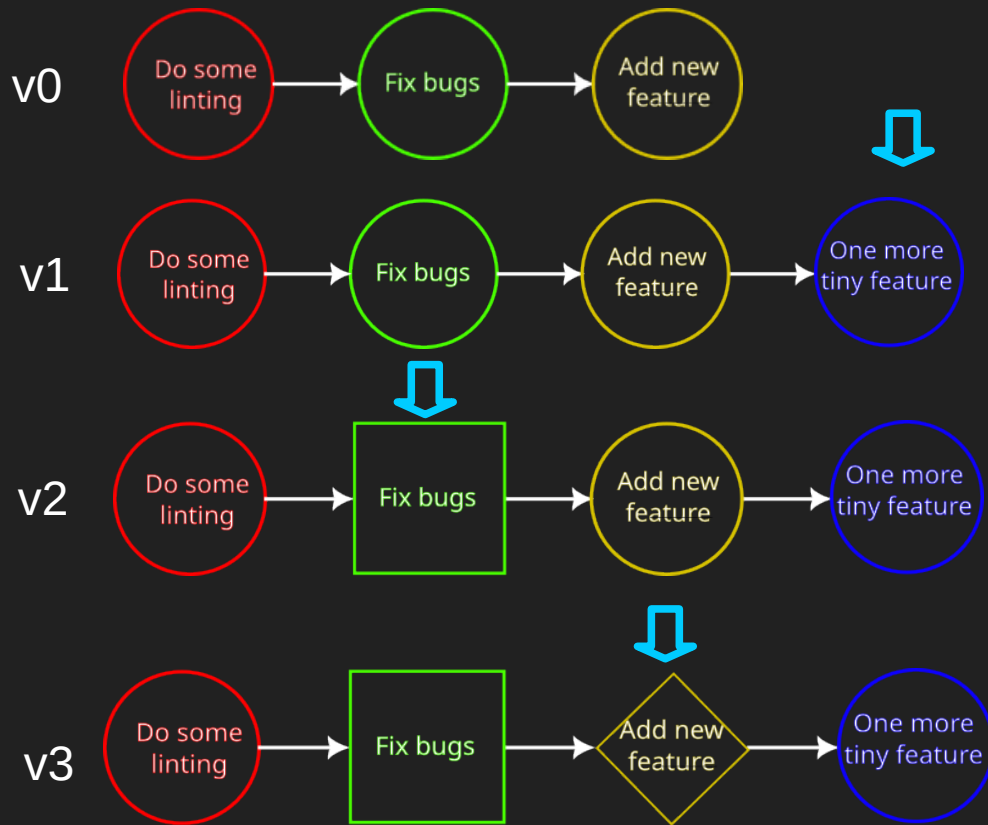 v0
Do some
linting
Fix bugs
Add new
feature
v1
Do some
linting
Fix bugs
Add new
feature
One more
tiny feature
v2
Do some
linting
Fix bugs
Add new
feature
One more
tiny feature
v3
Do some
linting
Fix bugs
Add new
feature
One more
tiny feature